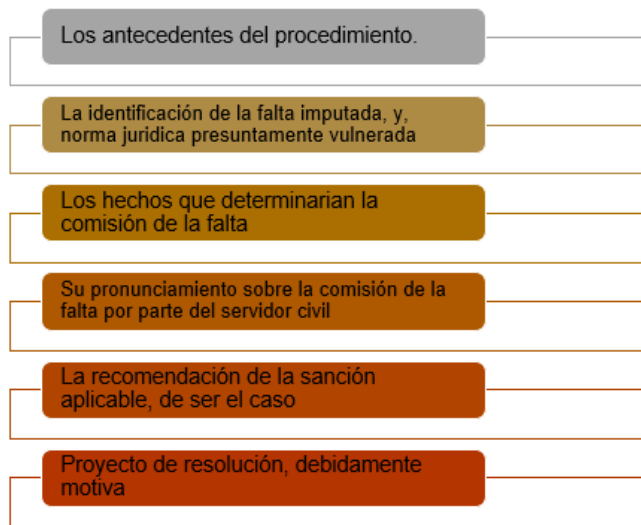 Los antecedentes del procedimiento.
La identificación de la falta imputada, y,
norma juridica presuntamente vulnerada
Los hechos que determinarian la
comisión de la falta
Su pronunciamiento sobre la comisión de la
falta por parte del servidor civil
La recomendación de la sanción
aplicable, de ser el caso
Proyecto de resolución, debidamente
motiva